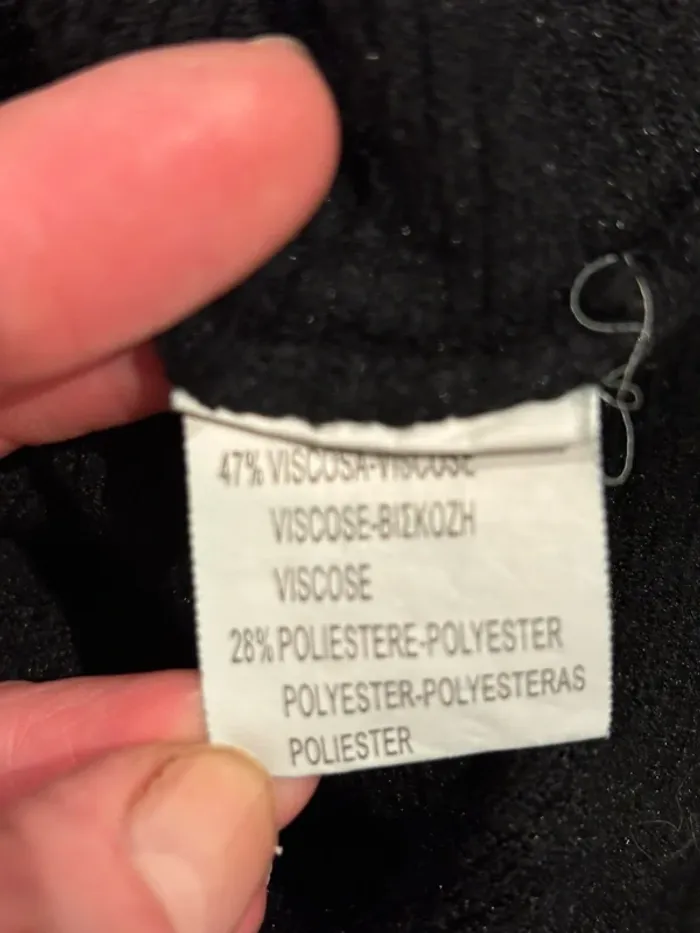 47% VISCOSA-VISCOSE
VISCOSE-ΒΙΣΚΟΖΗ
VISCOSE
28% POLIESTERE-POLYESTER
POLYESTER-POLYESTERAS
POLIESTER